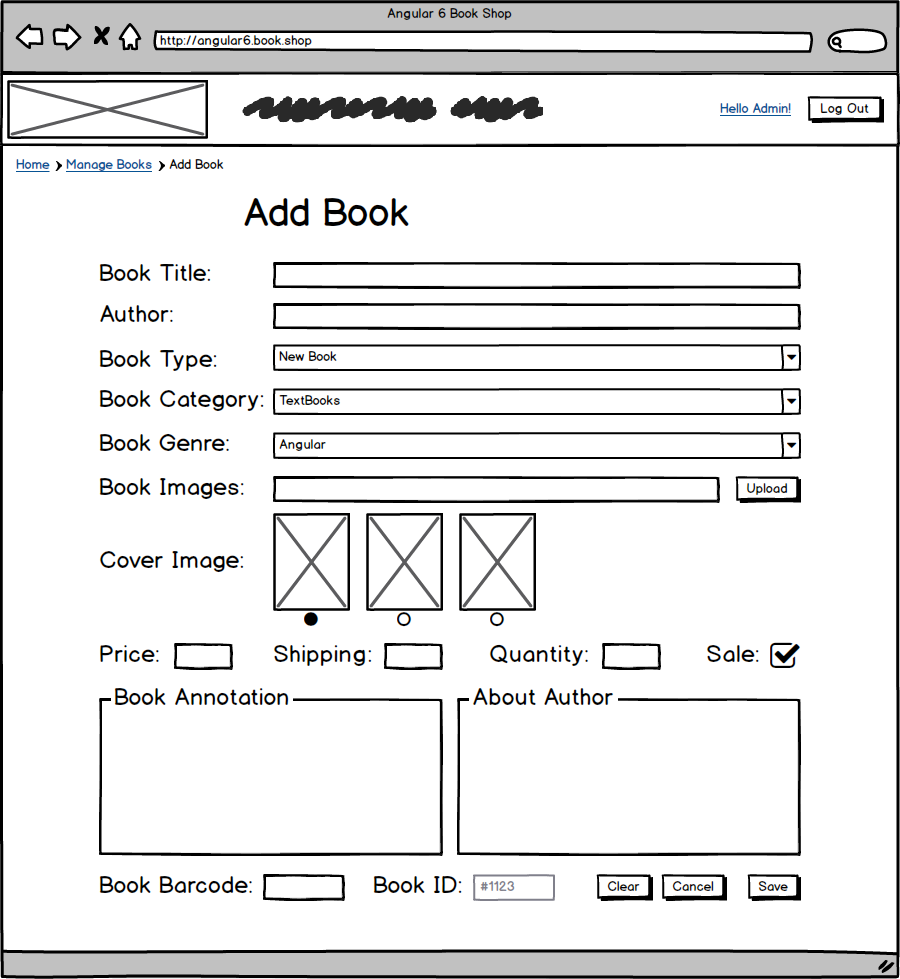 Angular 6 Book Shop
http://angular6.book.shop
Hello Admin! Log Out
Home Manage Books Add Book
Add Book
Book Title:
Author:
Book Type: New Book
Book Category: TextBooks
Book Genre: Angular
Book Images: Upload
Cover Image:
Price: Shipping: Quantity: Sale:
Book Annotation About Author
Book Barcode: Book ID: #1123 Clear Cancel Save